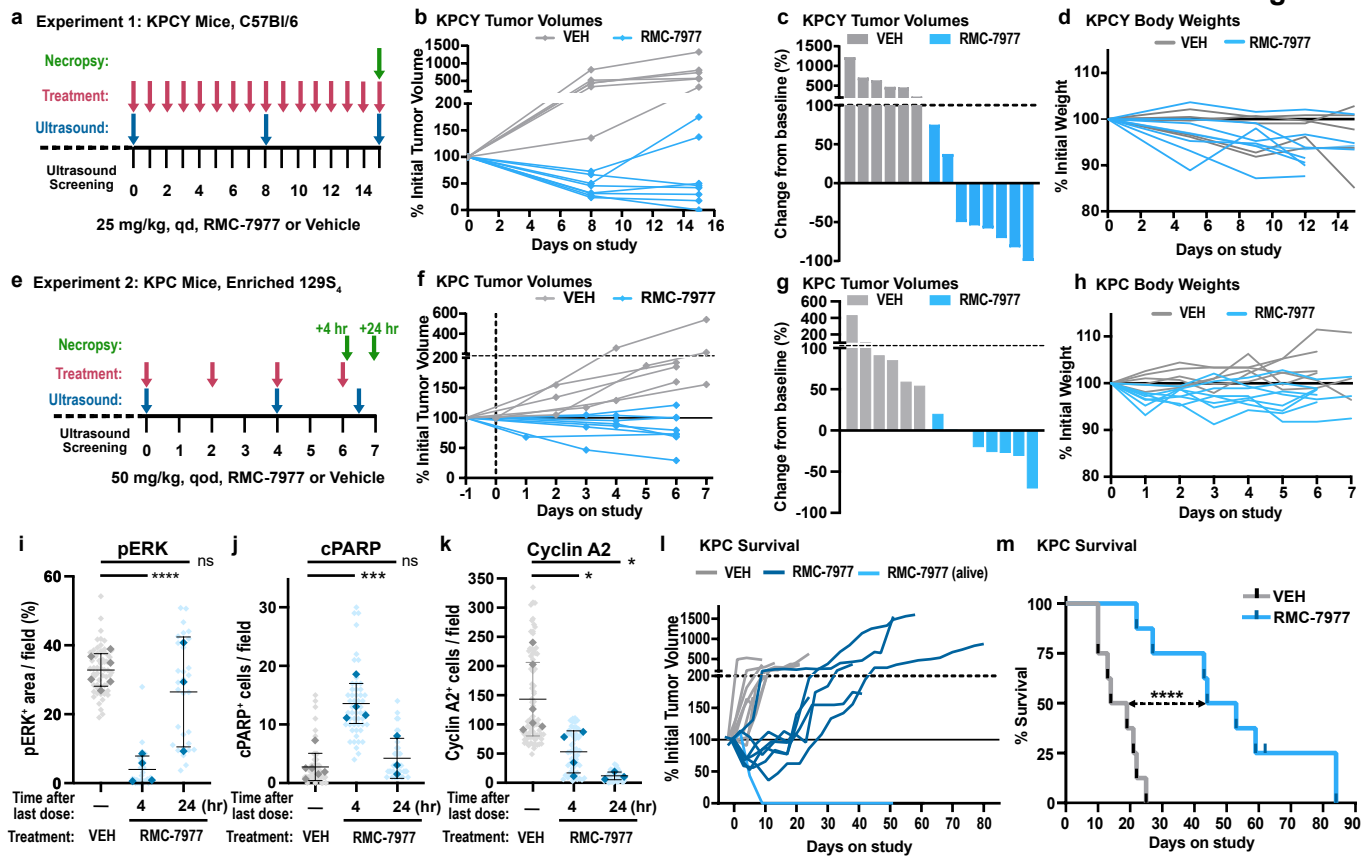 a Experiment 1: KPCY Mice, C57Bl/6
Necropsy:
Treatment:
Ultrasound:
Ultrasound
Screening
0 2 4 6 8 10 12 14
25 mg/kg, qd, RMC-7977 or Vehicle
b KPCY Tumor Volumes
VEH RMC-7977
% Initial Tumor Volume
1500
1000
500
200
150
100
50
0
0 2 4 6 8 10 12 14 16
Days on study
c KPCY Tumor Volumes
VEH RMC-7977
Change from baseline (%)
1500
1000
500
100
50
0
-50
-100
d KPCY Body Weights
VEH RMC-7977
% Initial Weight
110
100
90
80
0 2 4 6 8 10 12 14
Days on study
e Experiment 2: KPC Mice, Enriched 129S4
+4 hr +24 hr
Necropsy:
Treatment:
Ultrasound:
Ultrasound
Screening
0 1 2 3 4 5 6 7
50 mg/kg, qod, RMC-7977 or Vehicle
f KPC Tumor Volumes
VEH RMC-7977
% Initial Tumor Volume
600
400
200
150
100
50
0
-1 0 1 2 3 4 5 6 7
Days on study
g KPC Tumor Volumes
VEH RMC-7977
Change from baseline (%)
600
400
200
100
50
0
-50
-100
h KPC Body Weights
VEH RMC-7977
% Initial Weight
110
100
90
80
0 1 2 3 4 5 6 7
Days on study
i pERK
ns
****
pERK+ area / field (%)
60
40
20
0
Time after
last dose:
— 4 24 (hr)
Treatment: VEH RMC-7977
j cPARP
ns
***
cPARP+ cells / field
30
20
10
0
— 4 24 (hr)
VEH RMC-7977
k Cyclin A2
*
*
Cyclin A2+ cells / field
350
300
250
200
150
100
50
0
Time after
last dose:
— 4 24 (hr)
Treatment: VEH RMC-7977
l KPC Survival
VEH RMC-7977 RMC-7977 (alive)
% Initial Tumor Volume
1500
1000
500
200
150
100
50
0
0 10 20 30 40 50 60 70 80
Days on study
m KPC Survival
VEH
RMC-7977
****
% Survival
100
75
50
25
0
0 10 20 30 40 50 60 70 80 90
Days on study